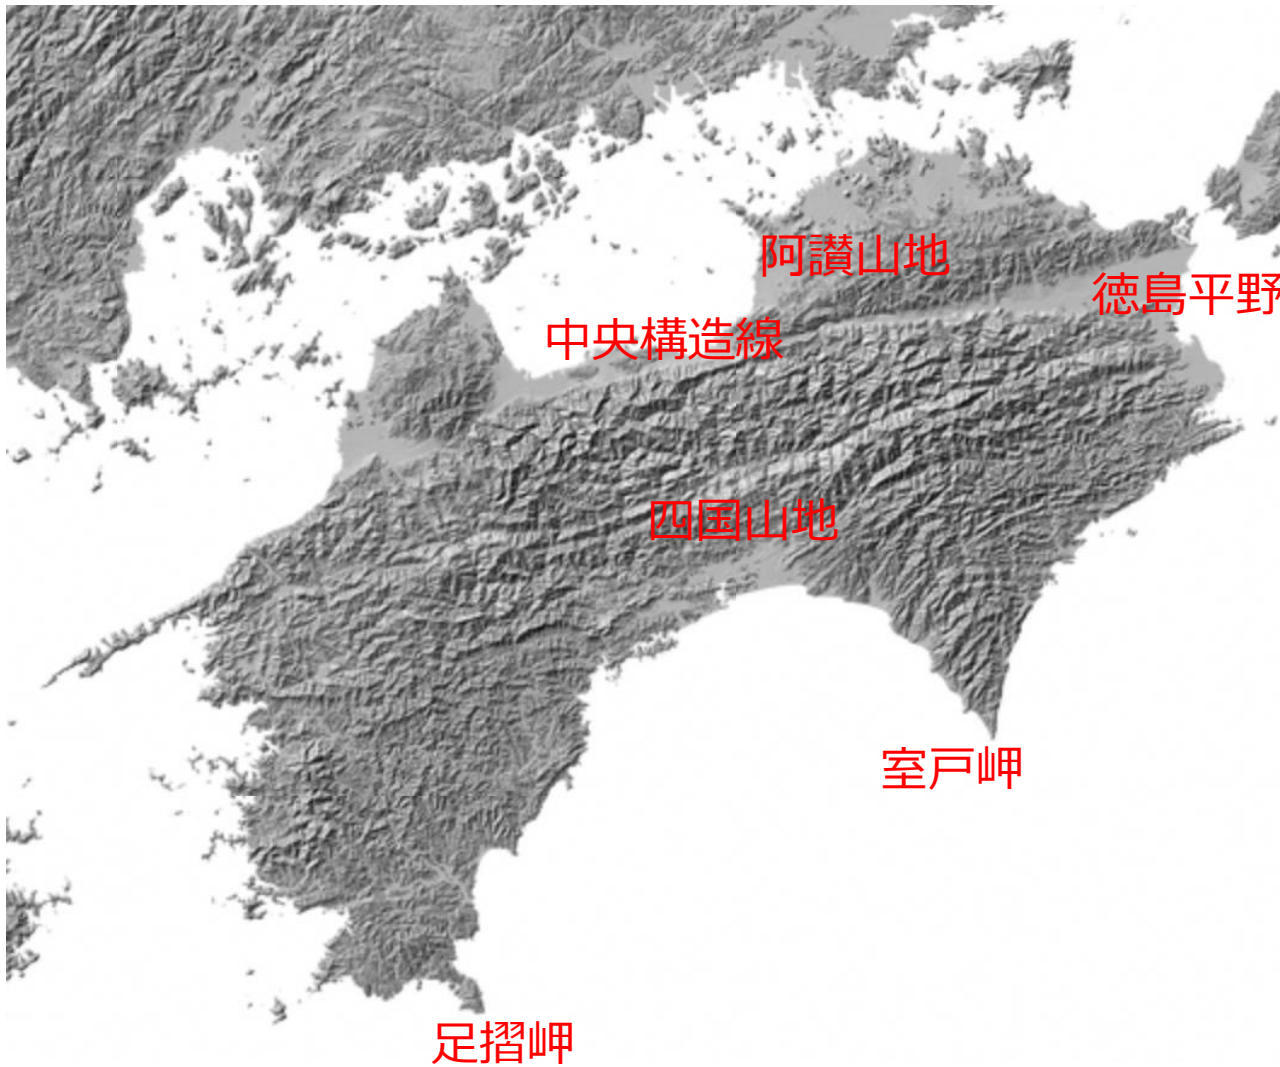 阿讃山地
徳島平野
中央構造線
四国山地
室戸岬
足摺岬